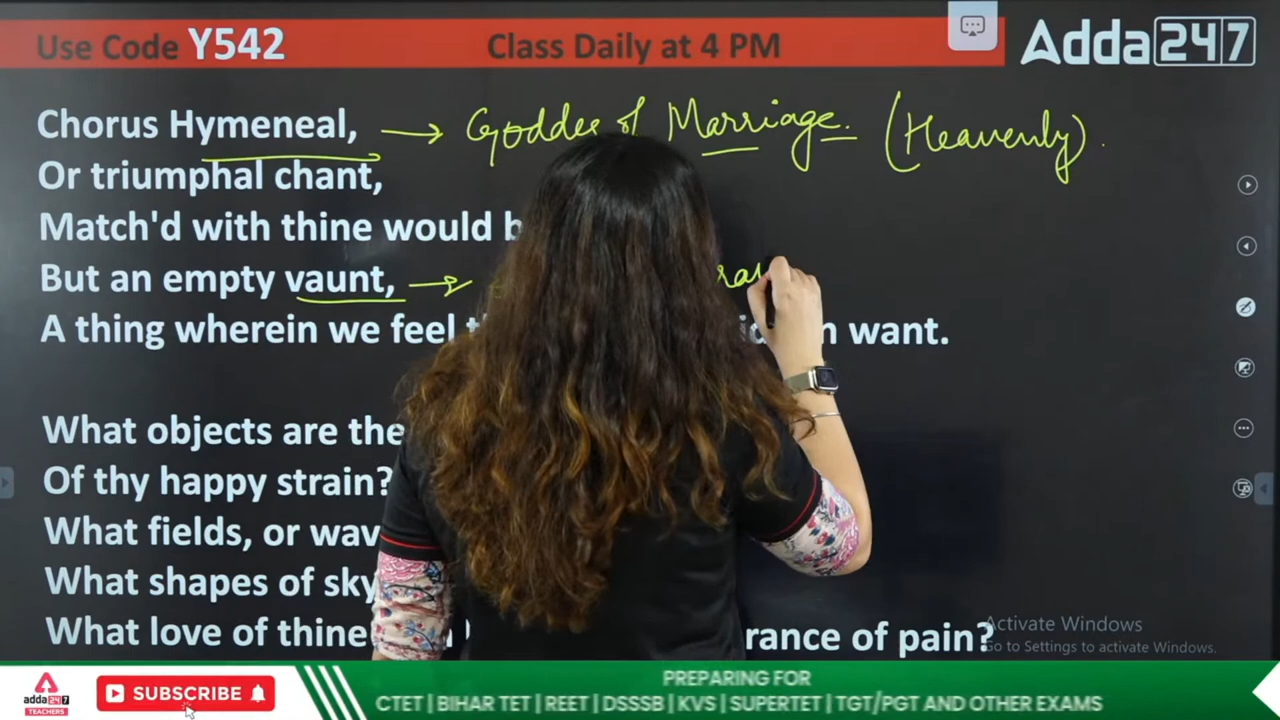 Use Code Y542
Class Daily at 4 PM
Adda247
Chorus Hymeneal, → Goddes of Marriage. (Heavenly).
Or triumphal chant,
Match'd with thine would
But an empty vaunt, →
A thing wherein we feel want.
What objects are
Of thy happy strain?
What fields, or
What shapes of sky
What love of thine of pain?
Activate Windows
Go to Settings to activate Windows.
adda247
TEACHERS
SUBSCRIBE
PREPARING FOR
CTET | BIHAR TET | REET | DSSSB | KVS | SUPERTET | TGT/PGT AND OTHER EXAMS